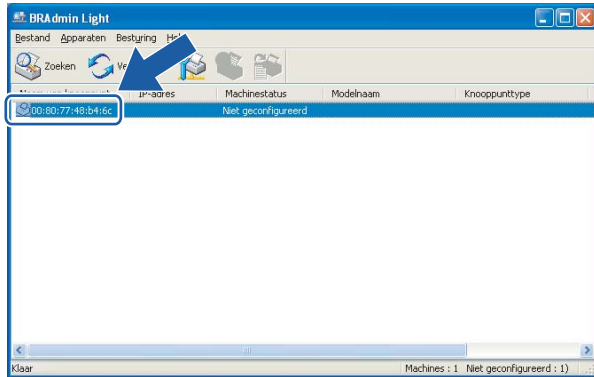 BRAdmin Light
Bestand Apparaten Besturing
Zoeken
IP-adres Machinestatus Modelnaam Knooppunttype
00:80:77:48:b4:6c Niet geconfigureerd
Klaar Machines : 1 Niet geconfigureerd : 1)